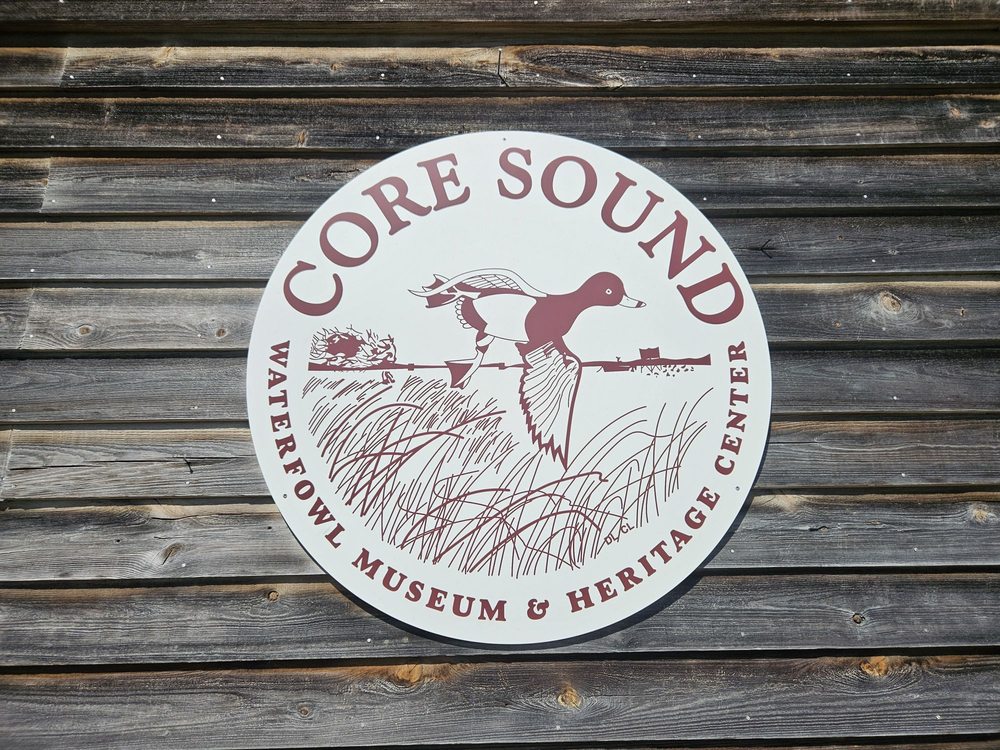 CORE SOUND
WATERFOWL MUSEUM & HERITAGE CENTER